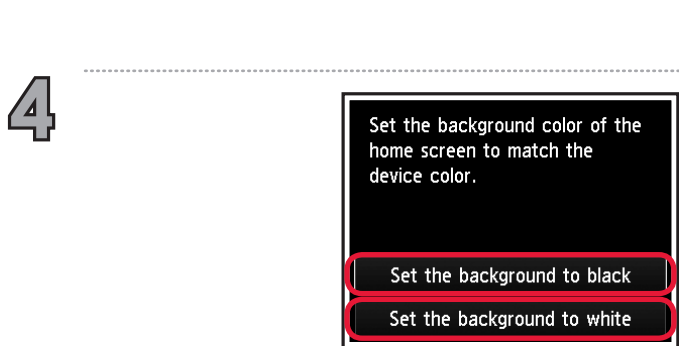 4
Set the background color of the
home screen to match the
device color.
Set the background to black
Set the background to white